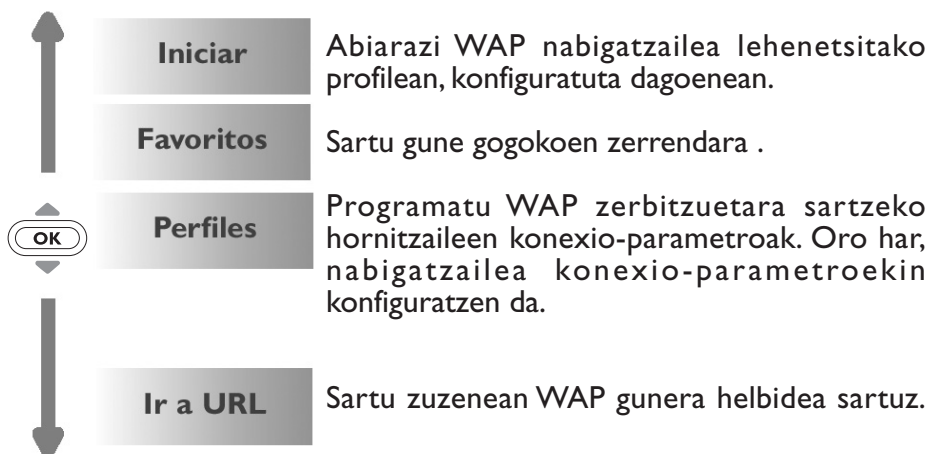 Iniciar
Abiarazi WAP nabigatzailea lehenetsitako
profilean, konfiguratuta dagoenean.
Favoritos
Sartu gune gogokoen zerrendara .
OK
Perfiles
Programatu WAP zerbitzuetara sartzeko
hornitzaileen konexio-parametroak. Oro har,
nabigatzailea konexio-parametroekin
konfiguratzen da.
Ir a URL
Sartu zuzenean WAP gunera helbidea sartuz.